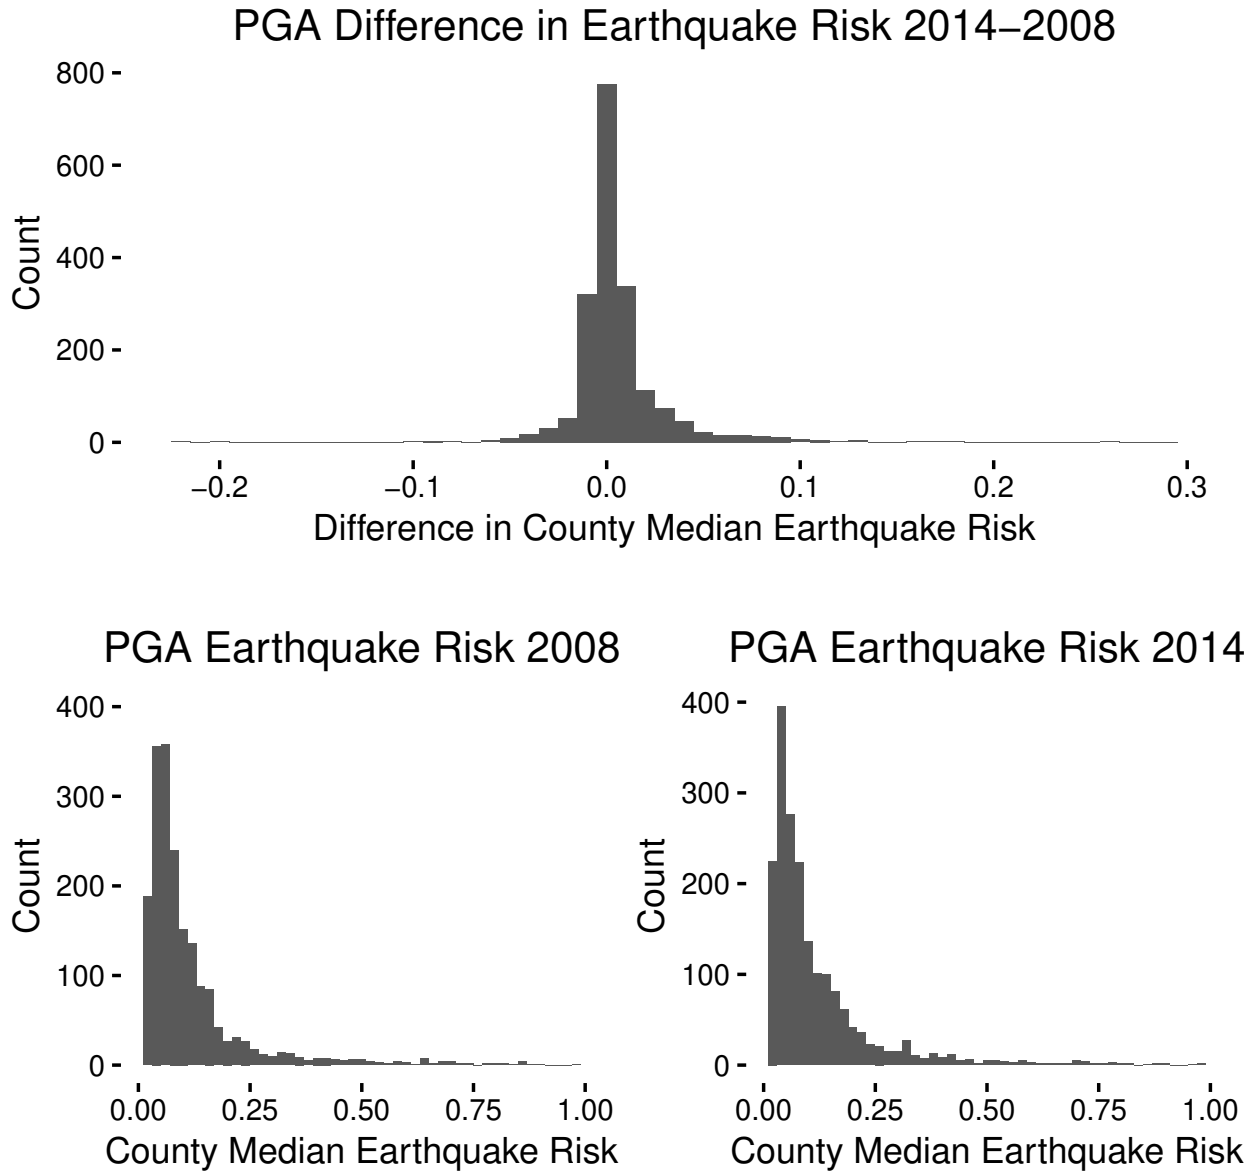 PGA Difference in Earthquake Risk 2014−2008
800
600
400
200
0
Count
−0.2 −0.1 0.0 0.1 0.2 0.3
Difference in County Median Earthquake Risk
PGA Earthquake Risk 2008
400
300
200
100
0
Count
0.00 0.25 0.50 0.75 1.00
County Median Earthquake Risk
PGA Earthquake Risk 2014
400
300
200
100
0
Count
0.00 0.25 0.50 0.75 1.00
County Median Earthquake Risk